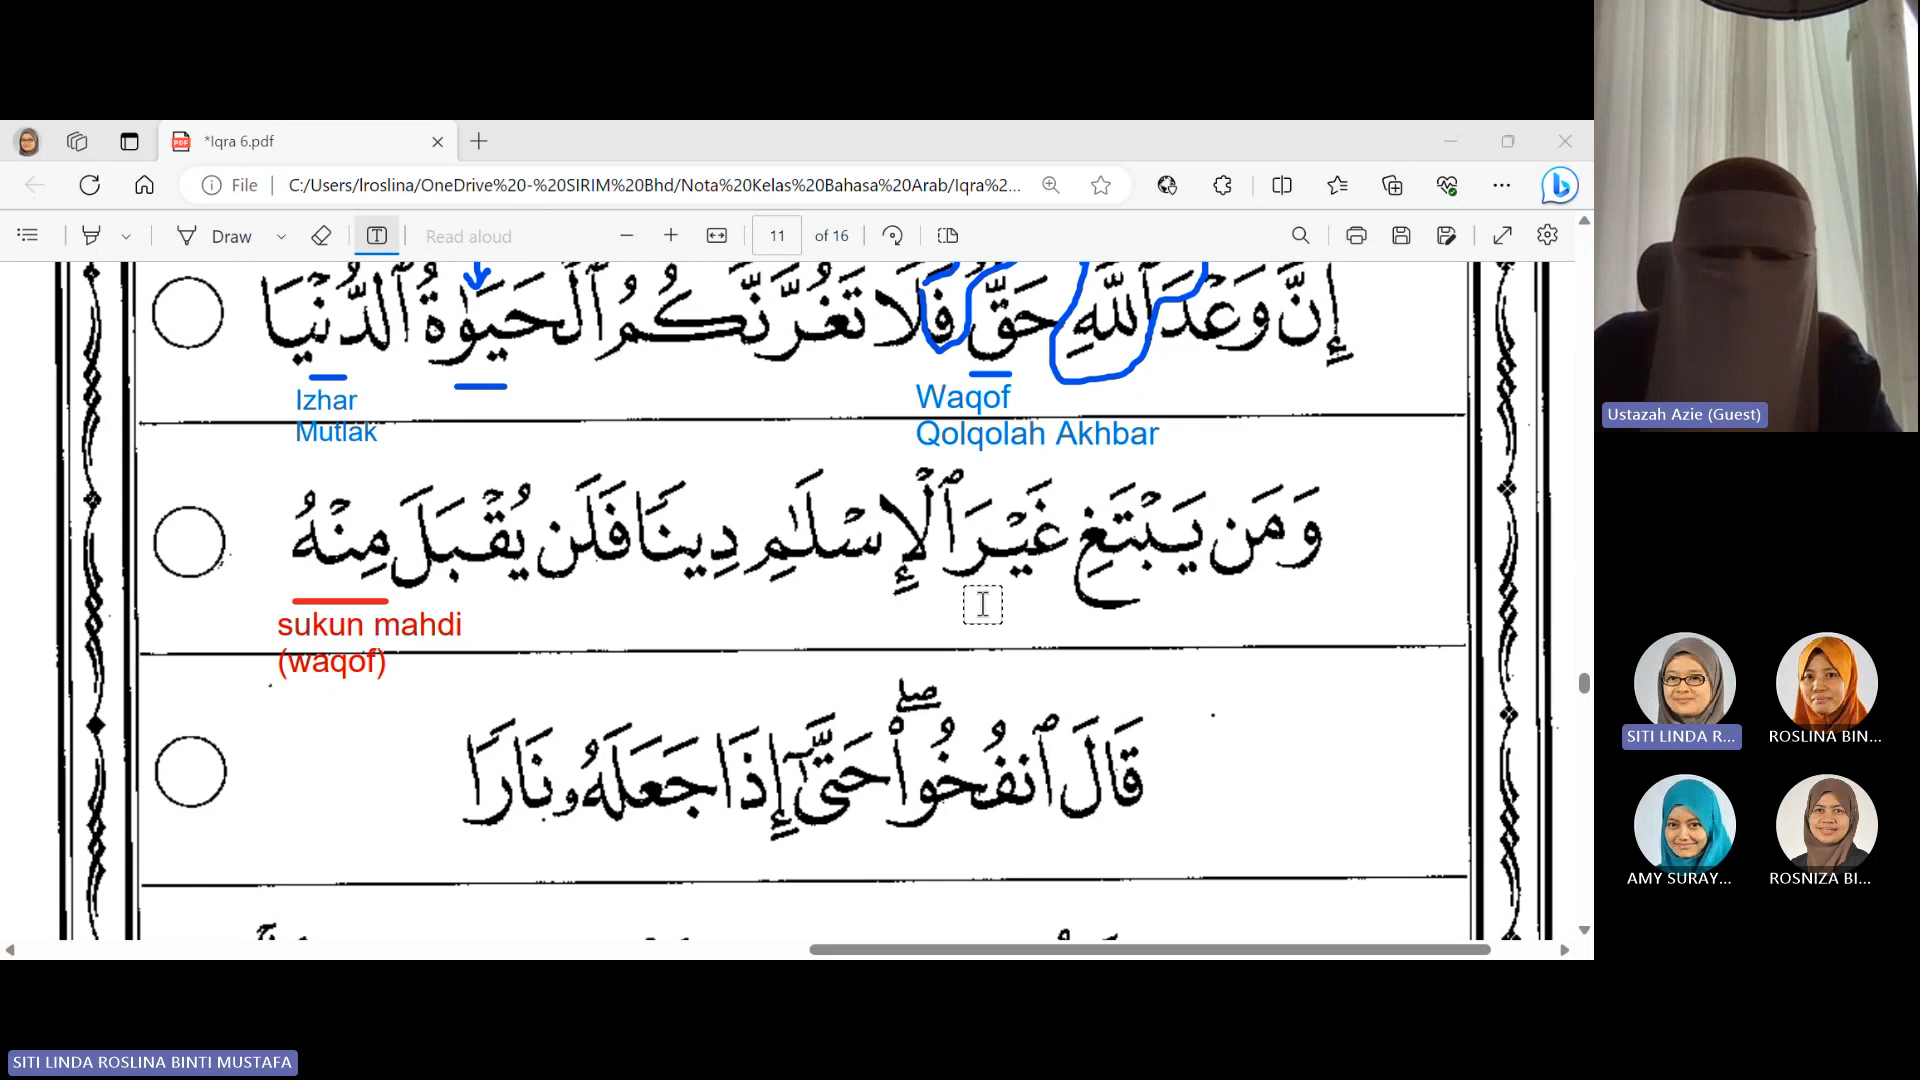 *Iqra 6.pdf
File
C:/Users/lroslina/OneDrive%20-%20SIRIM%20Bhd/Nota%20Kelas%20Bahasa%20Arab/Iqra%2...
Draw
Read aloud
11
of 16
إِنَّ وَعْدَ ٱللَّهِ حَقٌّ فَلَا تَغُرَّنَّكُمُ ٱلْحَيَوٰةُ ٱلدُّنْيَا
Izhar
Mutlak
Waqof
Qolqolah Akhbar
وَمَن يَبْتَغِ غَيْرَ ٱلْإِسْلَٰمِ دِينًا فَلَن يُقْبَلَ مِنْهُ
sukun mahdi
(waqof)
قَالَ ٱنفُخُوا۟ ۖ حَتَّىٰٓ إِذَا جَعَلَهُۥ نَارًا
Ustazah Azie (Guest)
SITI LINDA R...
ROSLINA BIN...
AMY SURAY...
ROSNIZA BI...
SITI LINDA ROSLINA BINTI MUSTAFA